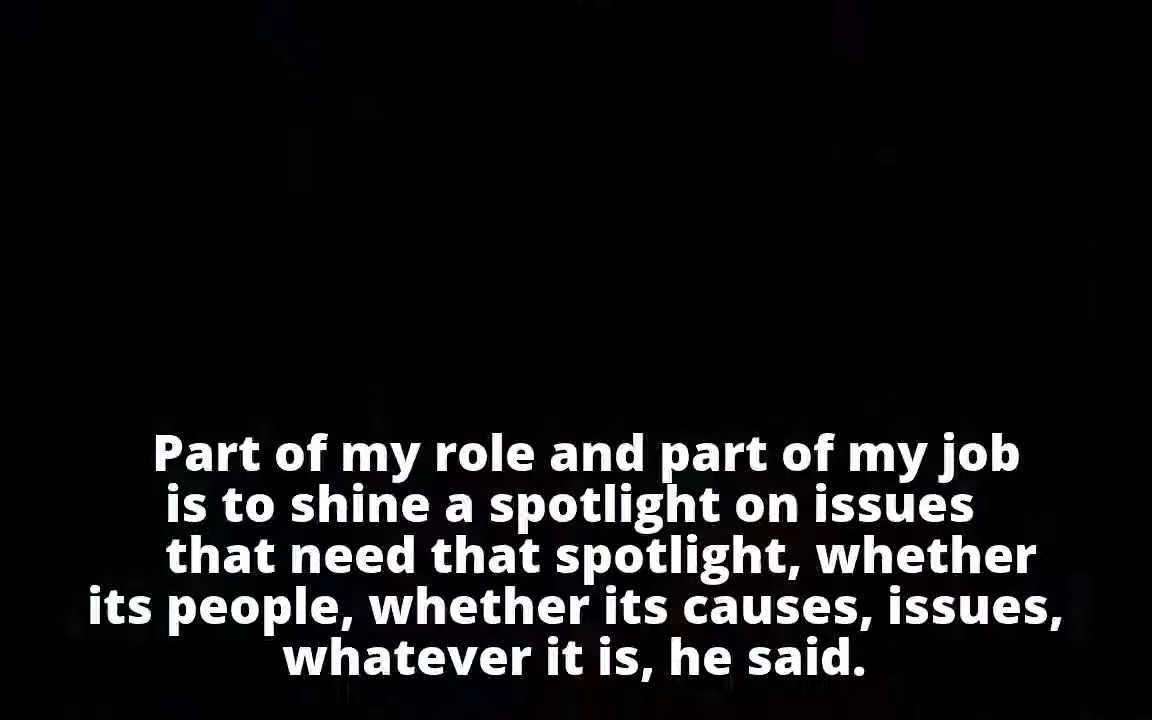 Part of my role and part of my job
is to shine a spotlight on issues
that need that spotlight, whether
its people, whether its causes, issues,
whatever it is, he said.